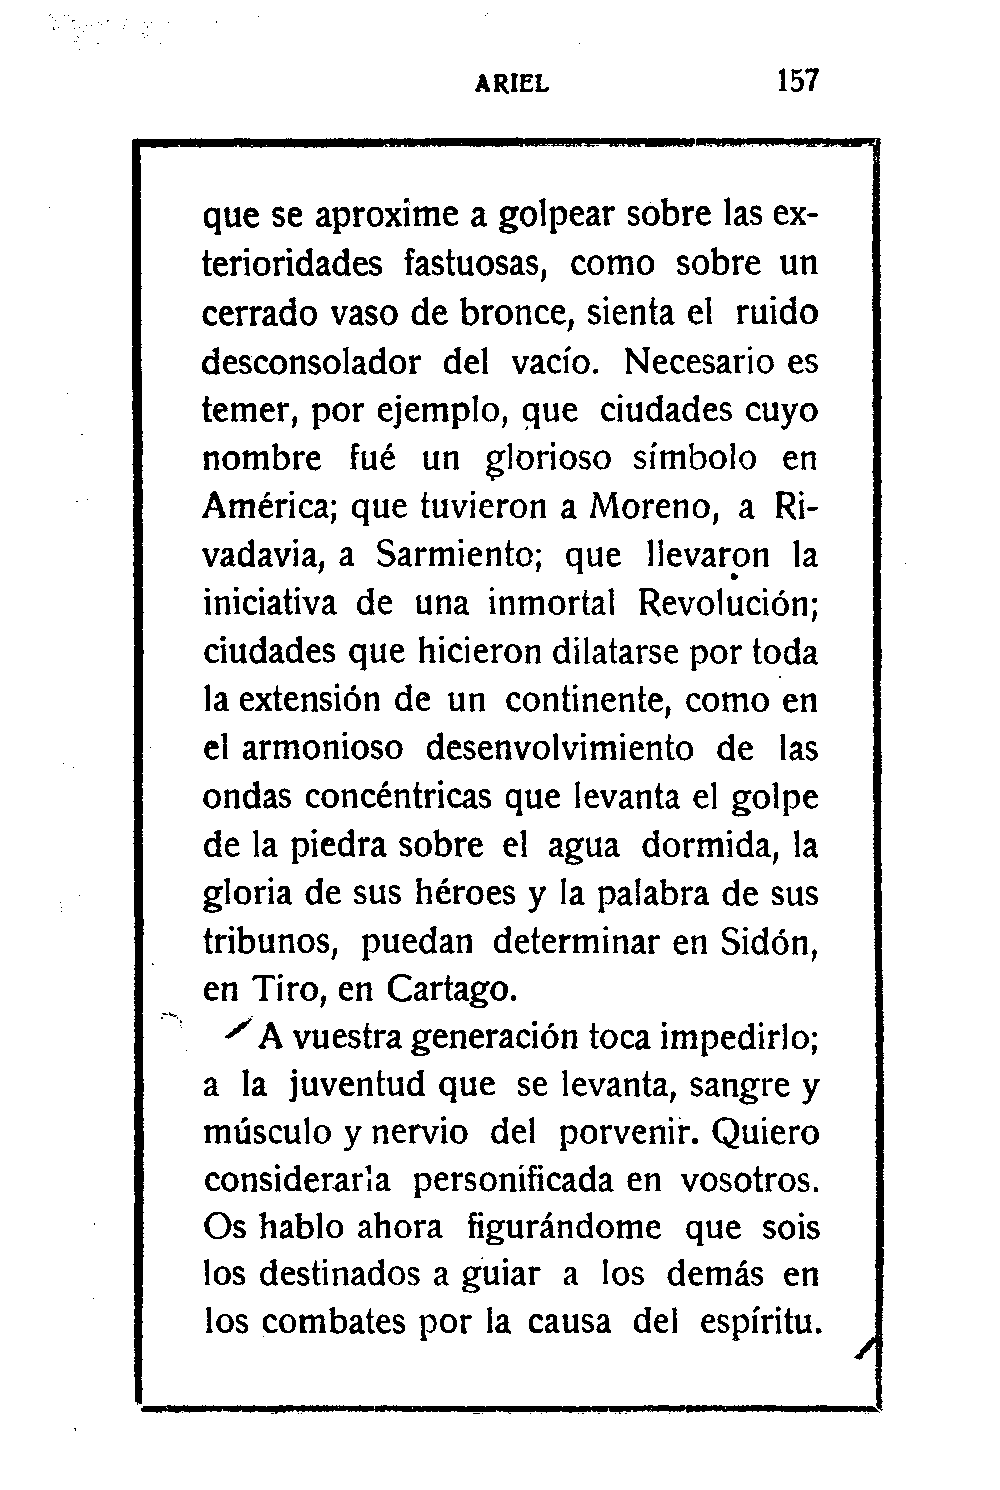 ARIEL 157
que se aproxime a golpear sobre las ex-
terioridades fastuosas, como sobre un
cerrado vaso de bronce, sienta el ruido
desconsolador del vacío. Necesario es
temer, por ejemplo, que ciudades cuyo
nombre fué un glorioso símbolo en
América; que tuvieron a Moreno, a Ri-
vadavia, a Sarmiento; que llevaron la
iniciativa de una inmortal Revolución;
ciudades que hicieron dilatarse por toda
la extensión de un continente, como en
el armonioso desenvolvimiento de las
ondas concéntricas que levanta el golpe
de la piedra sobre el agua dormida, la
gloria de sus héroes y la palabra de sus
tribunos, puedan determinar en Sidón,
en Tiro, en Cartago.
A vuestra generación toca impedirlo;
a la juventud que se levanta, sangre y
músculo y nervio del porvenir. Quiero
considerarla personificada en vosotros.
Os hablo ahora figurándome que sois
los destinados a guiar a los demás en
los combates por la causa del espíritu.